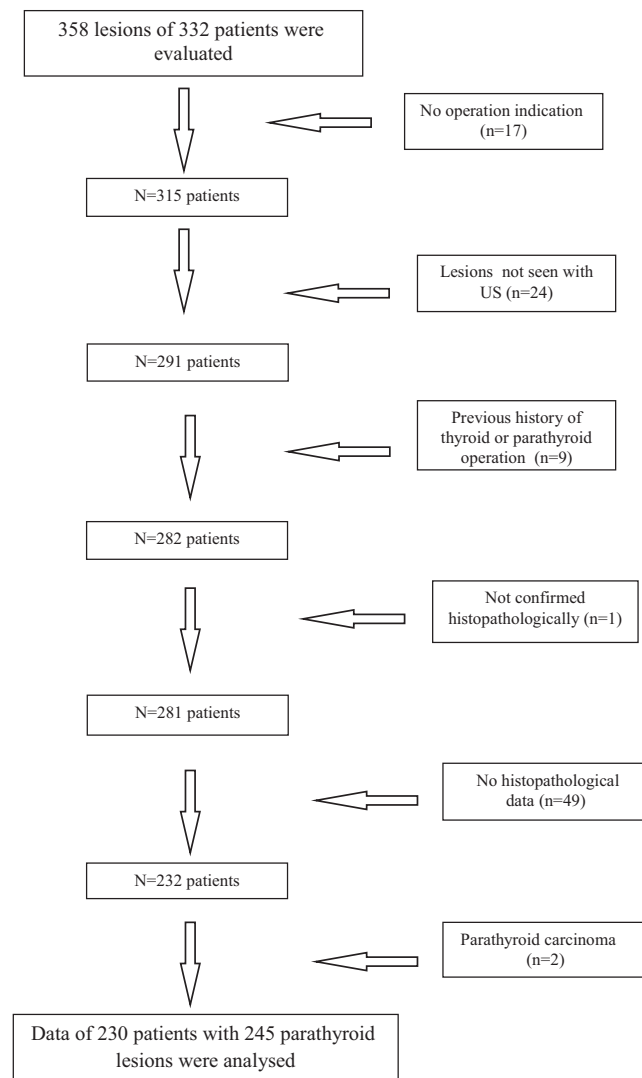 358 lesions of 332 patients were
evaluated
No operation indication
(n=17)
N=315 patients
Lesions not seen with
US (n=24)
N=291 patients
Previous history of
thyroid or parathyroid
operation (n=9)
N=282 patients
Not confirmed
histopathologically (n=1)
N=281 patients
No histopathological
data (n=49)
N=232 patients
Parathyroid carcinoma
(n=2)
Data of 230 patients with 245 parathyroid
lesions were analysed